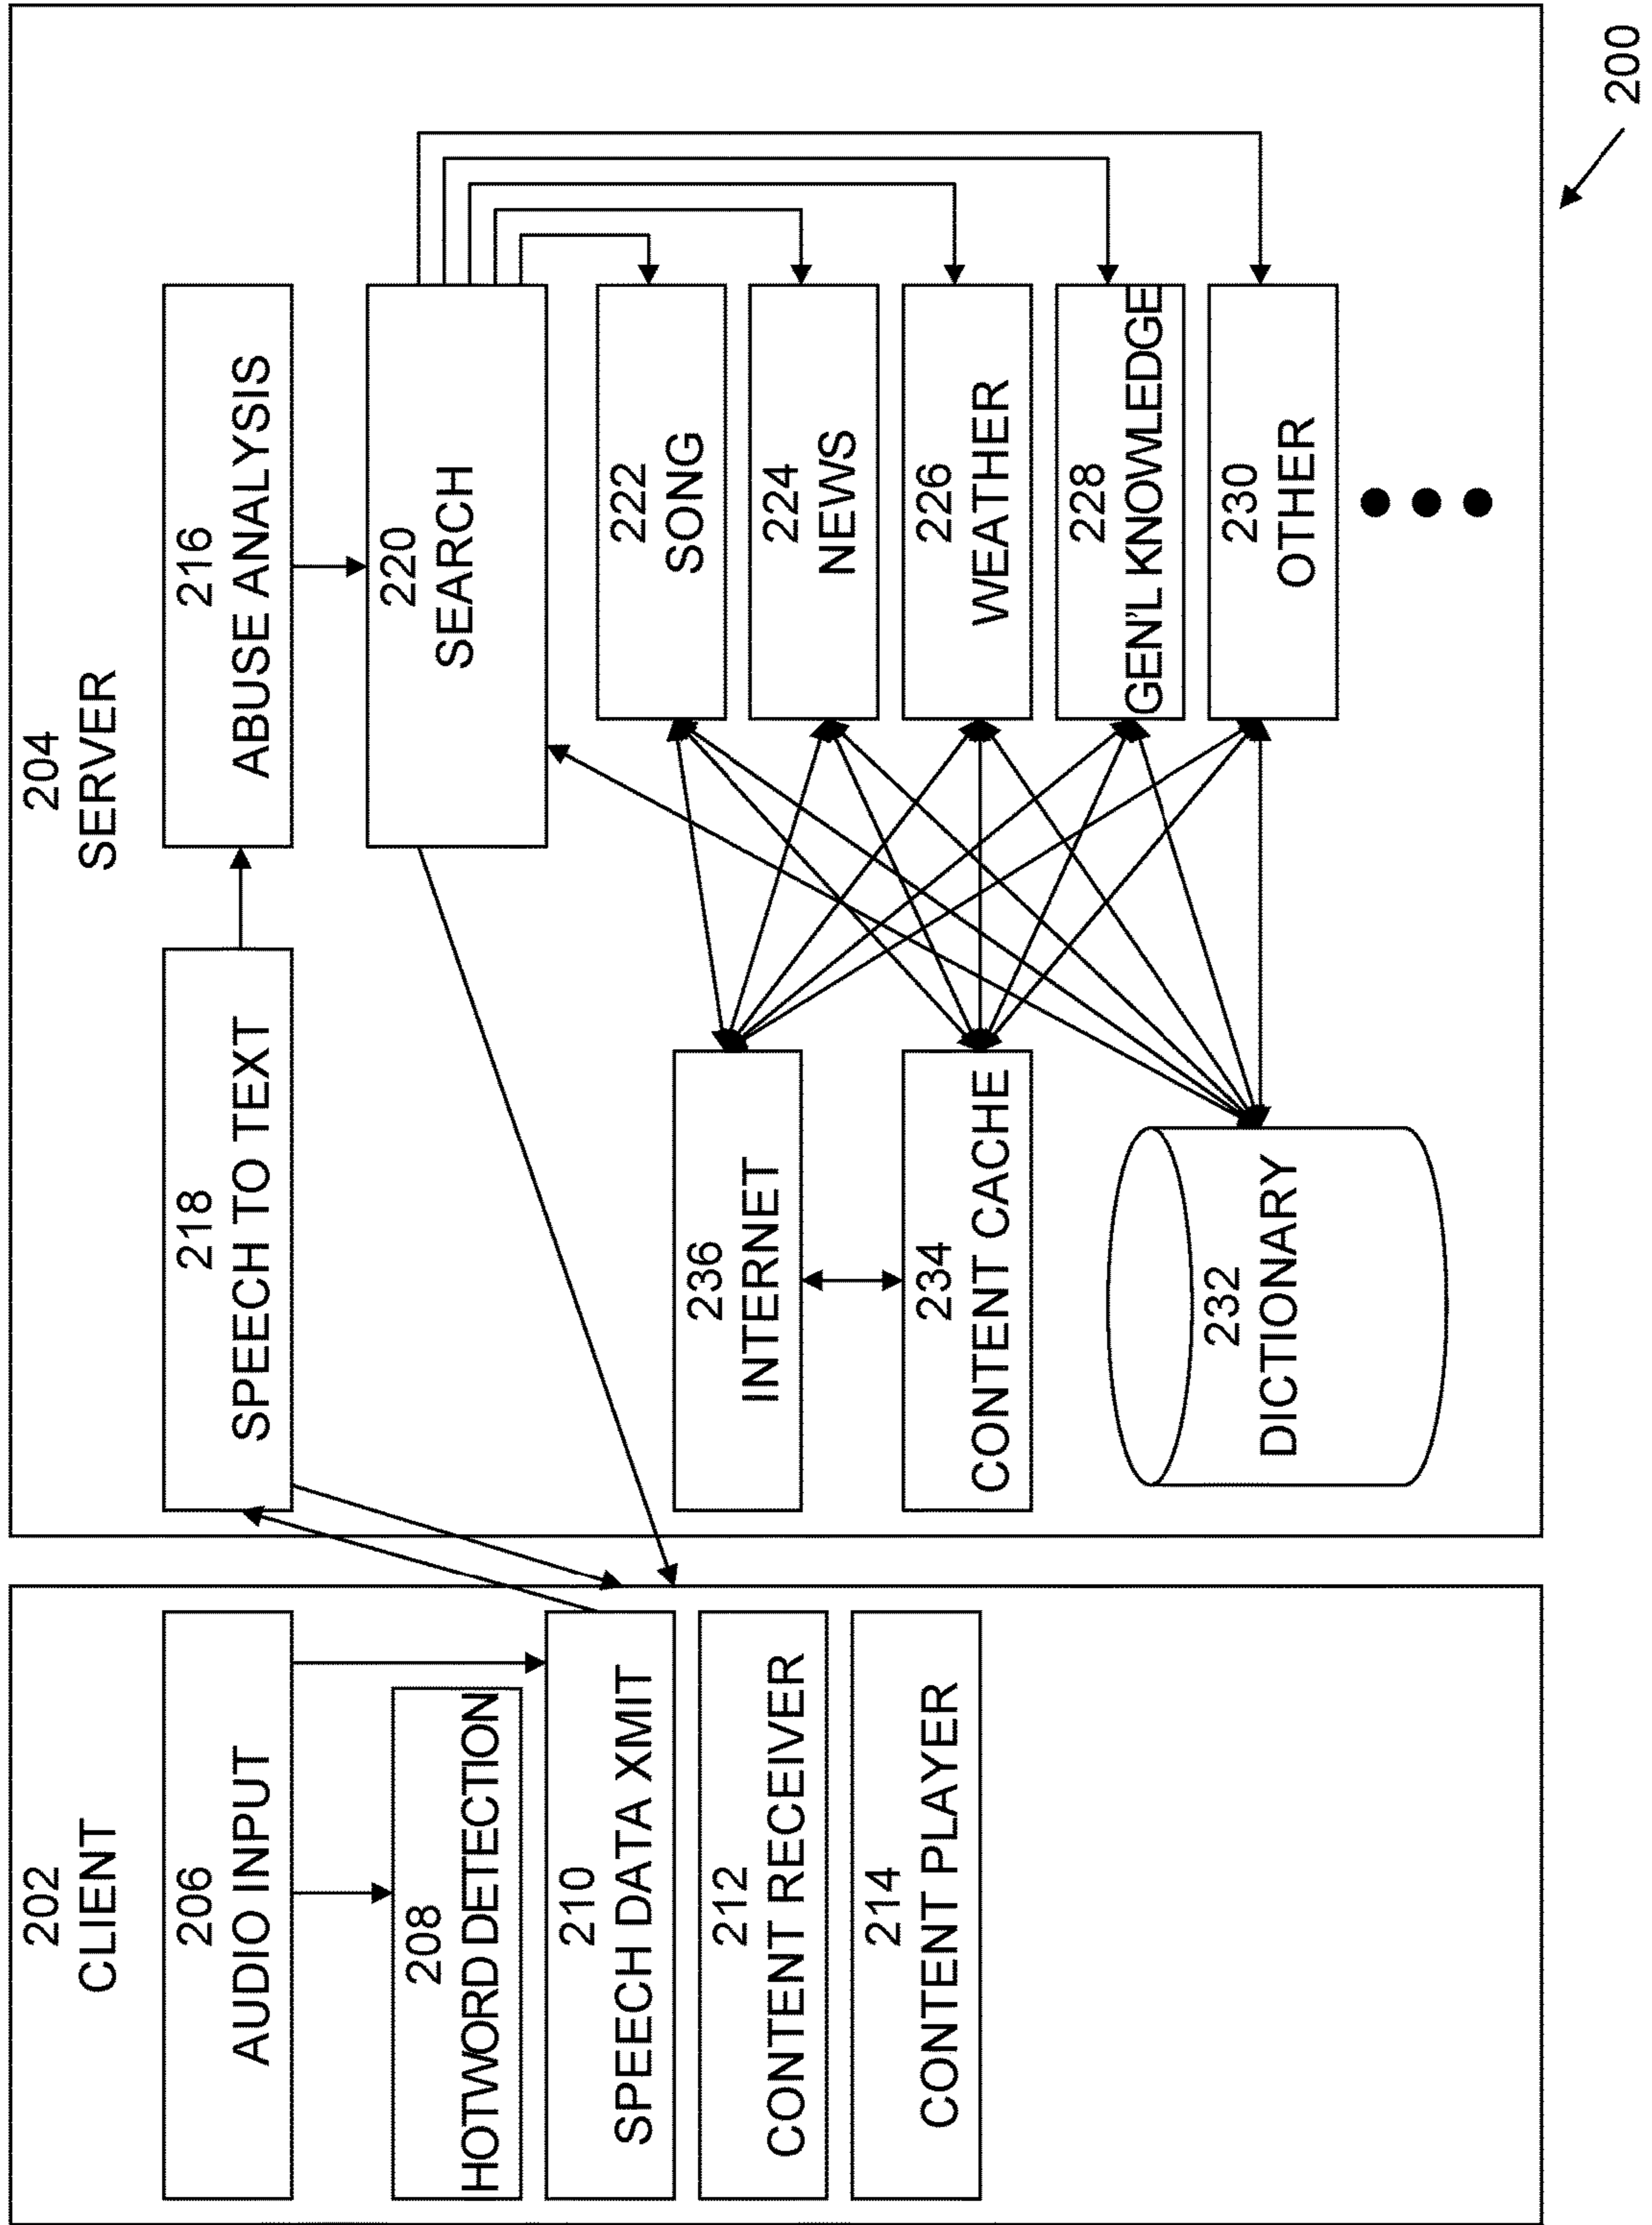 202
CLIENT
206
AUDIO INPUT
208
HOTWORD DETECTION
210
SPEECH DATA XMIT
212
CONTENT RECEIVER
214
CONTENT PLAYER
204
SERVER
218
SPEECH TO TEXT
216
ABUSE ANALYSIS
220
SEARCH
236
INTERNET
234
CONTENT CACHE
232
DICTIONARY
222
SONG
224
NEWS
226
WEATHER
228
GEN'L KNOWLEDGE
230
OTHER
200